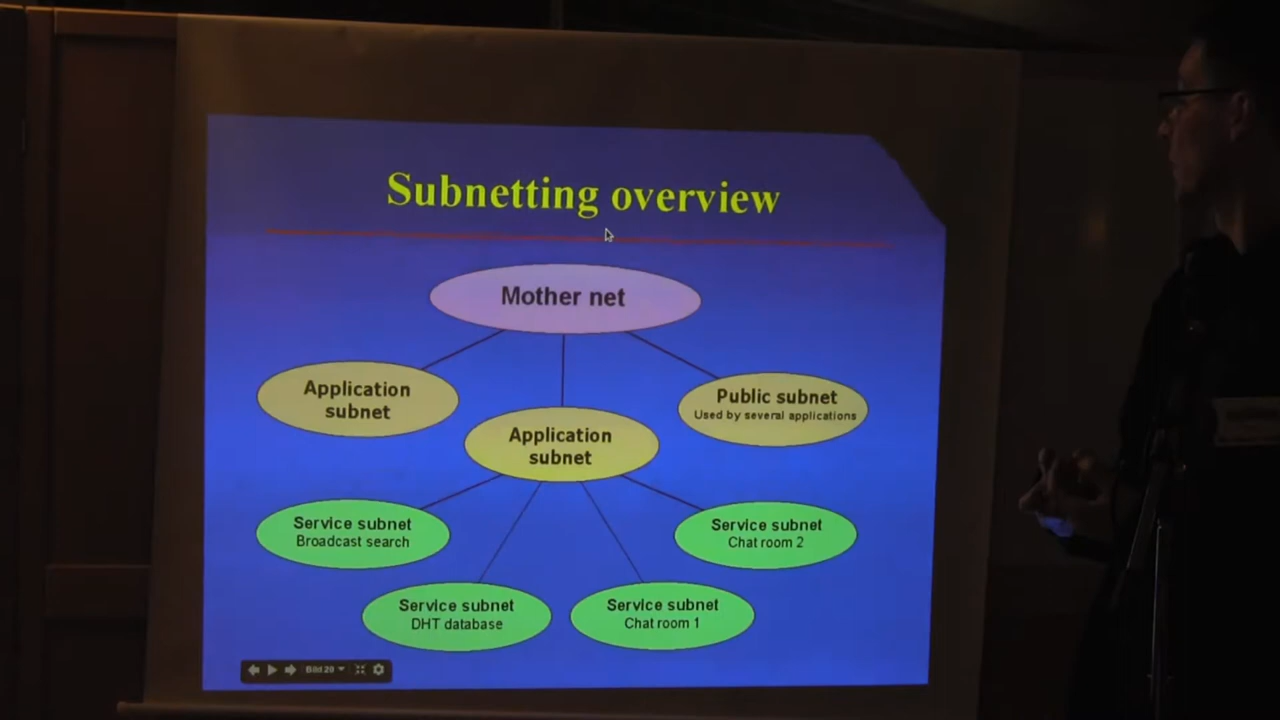 Subnetting overview
Mother net
Application
subnet
Public subnet
Used by several applications
Application
subnet
Service subnet
Broadcast search
Service subnet
Chat room 2
Service subnet
DHT database
Service subnet
Chat room 1
Bild 20